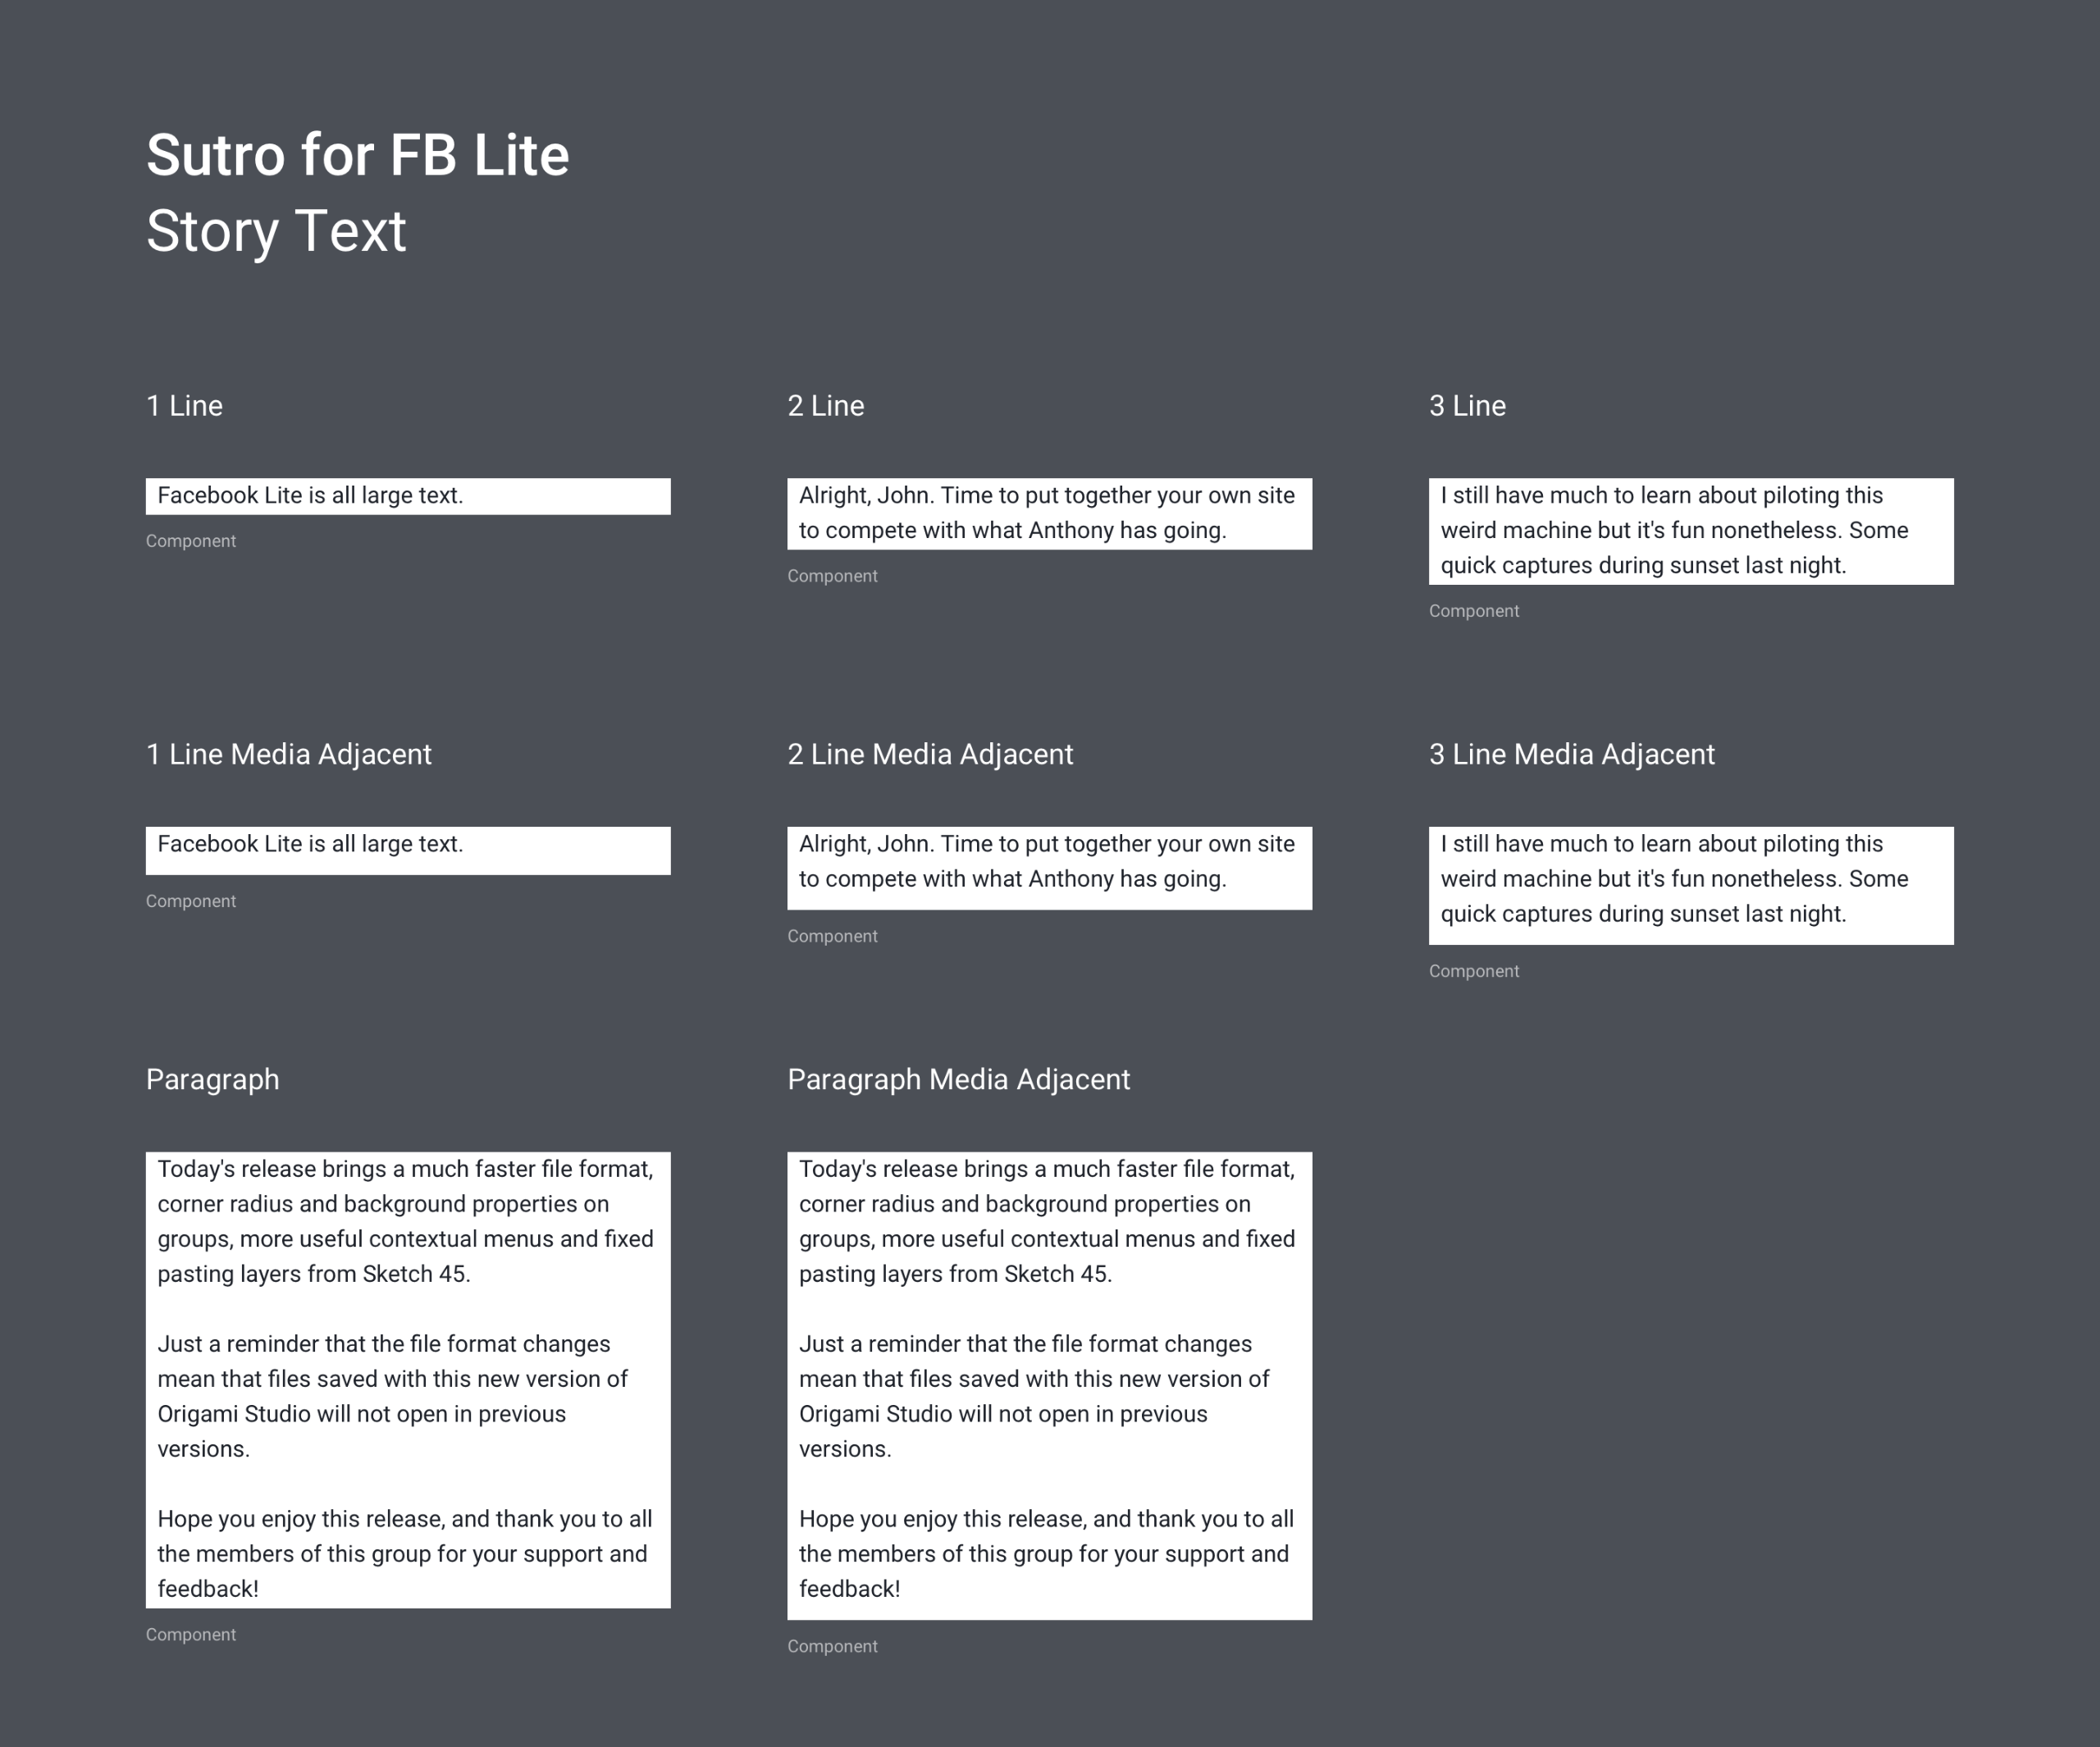 Sutro for FB Lite
Story Text
1 Line
Facebook Lite is all large text.
Component
2 Line
Alright, John. Time to put together your own site
to compete with what Anthony has going.
Component
3 Line
I still have much to learn about piloting this
weird machine but it's fun nonetheless. Some
quick captures during sunset last night.
Component
1 Line Media Adjacent
Facebook Lite is all large text.
Component
2 Line Media Adjacent
Alright, John. Time to put together your own site
to compete with what Anthony has going.
Component
3 Line Media Adjacent
I still have much to learn about piloting this
weird machine but it's fun nonetheless. Some
quick captures during sunset last night.
Component
Paragraph
Today's release brings a much faster file format,
corner radius and background properties on
groups, more useful contextual menus and fixed
pasting layers from Sketch 45.
Just a reminder that the file format changes
mean that files saved with this new version of
Origami Studio will not open in previous
versions.
Hope you enjoy this release, and thank you to all
the members of this group for your support and
feedback!
Component
Paragraph Media Adjacent
Today's release brings a much faster file format,
corner radius and background properties on
groups, more useful contextual menus and fixed
pasting layers from Sketch 45.
Just a reminder that the file format changes
mean that files saved with this new version of
Origami Studio will not open in previous
versions.
Hope you enjoy this release, and thank you to all
the members of this group for your support and
feedback!
Component